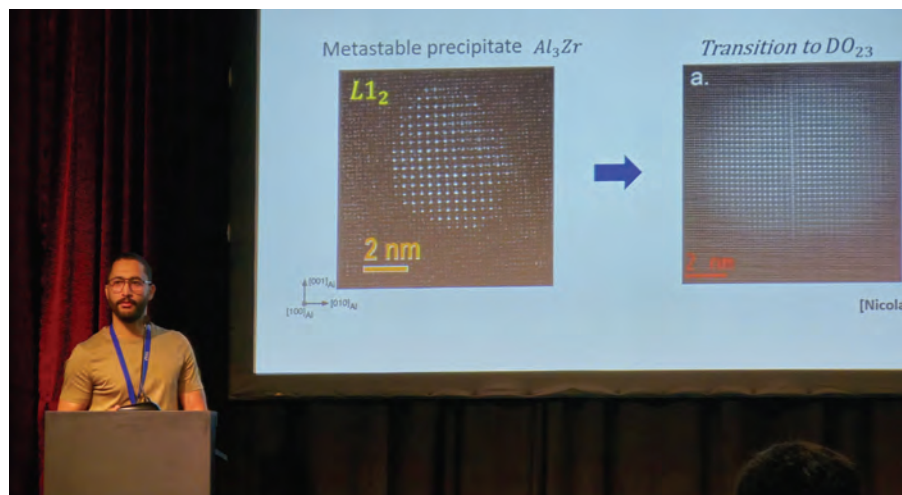 Metastable precipitate Al₃Zr
Transition to DO₂₃
L1₂
a.
2 nm
2 nm
[001]Al
[010]Al
[100]Al
[Nicola